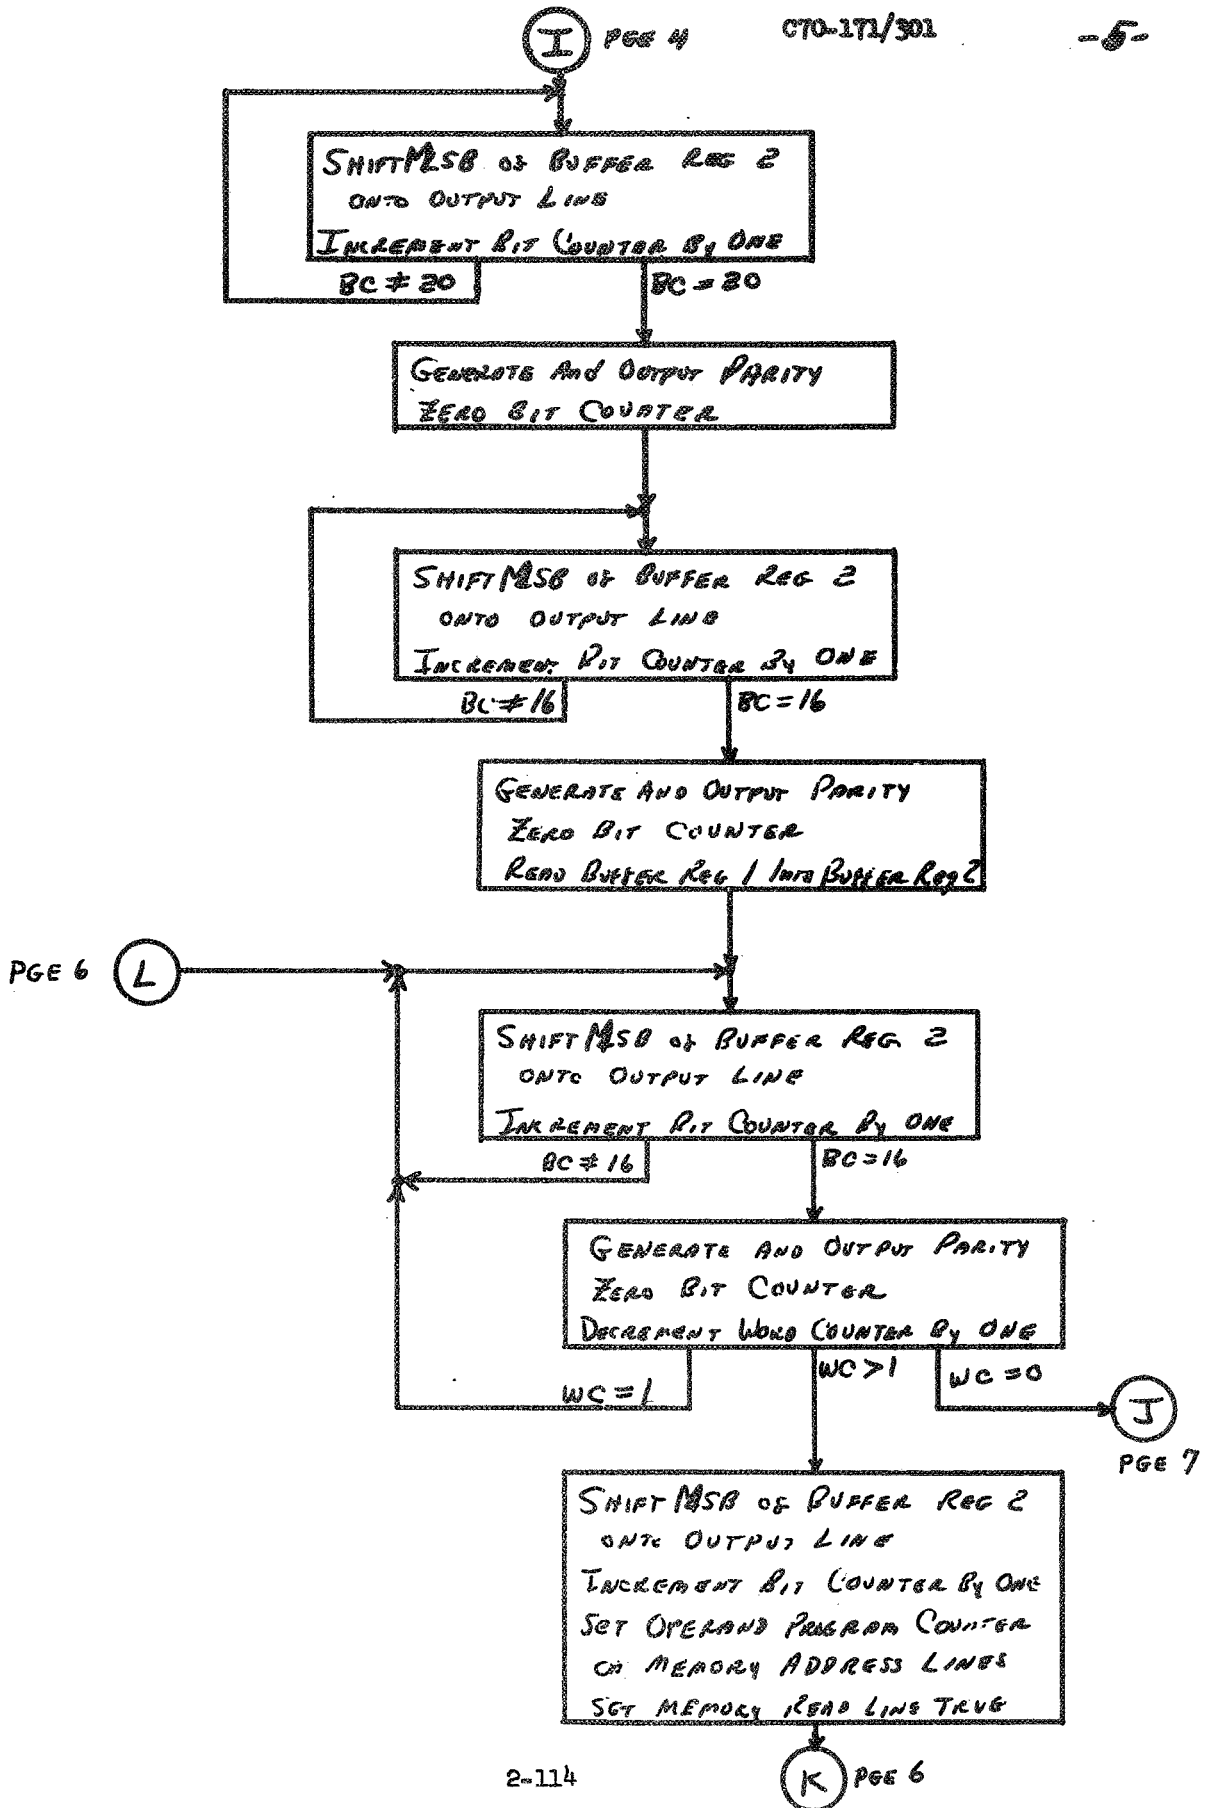 I PGE 4 C70-171/301 -5-
SHIFT MSB OF BUFFER REG 2
ONTO OUTPUT LINE
INCREMENT BIT COUNTER By ONE
BC ≠ 20 BC = 20
GENERATE And OUTPUT PARITY
ZERO BIT COUNTER
SHIFT MSB OF BUFFER REG 2
ONTO OUTPUT LINE
INCREMENT BIT COUNTER By ONE
BC ≠ 16 BC = 16
GENERATE AND OUTPUT PARITY
ZERO BIT COUNTER
READ BUFFER REG 1 Into BUFFER Reg 2
PGE 6 L
SHIFT MSB of BUFFER REG 2
ONTO OUTPUT LINE
INCREMENT BIT COUNTER By ONE
BC ≠ 16 BC = 16
GENERATE AND OUTPUT PARITY
ZERO BIT COUNTER
DECREMENT WORD COUNTER By ONE
WC = 1 WC > 1 WC = 0
J
PGE 7
SHIFT MSB OF BUFFER REG 2
ONTO OUTPUT LINE
INCREMENT BIT COUNTER By ONE
SET OPERAND PROGRAM COUNTER
ON MEMORY ADDRESS LINES
SET MEMORY READ LINE TRUE
2-114 K PGE 6